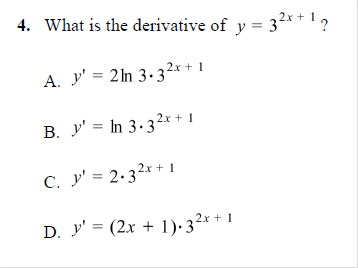 4. What is the derivative of y = 3^{2x + 1}?
A. y' = 2ln 3·3^{2x + 1}
B. y' = ln 3·3^{2x + 1}
C. y' = 2·3^{2x + 1}
D. y' = (2x + 1)·3^{2x + 1}